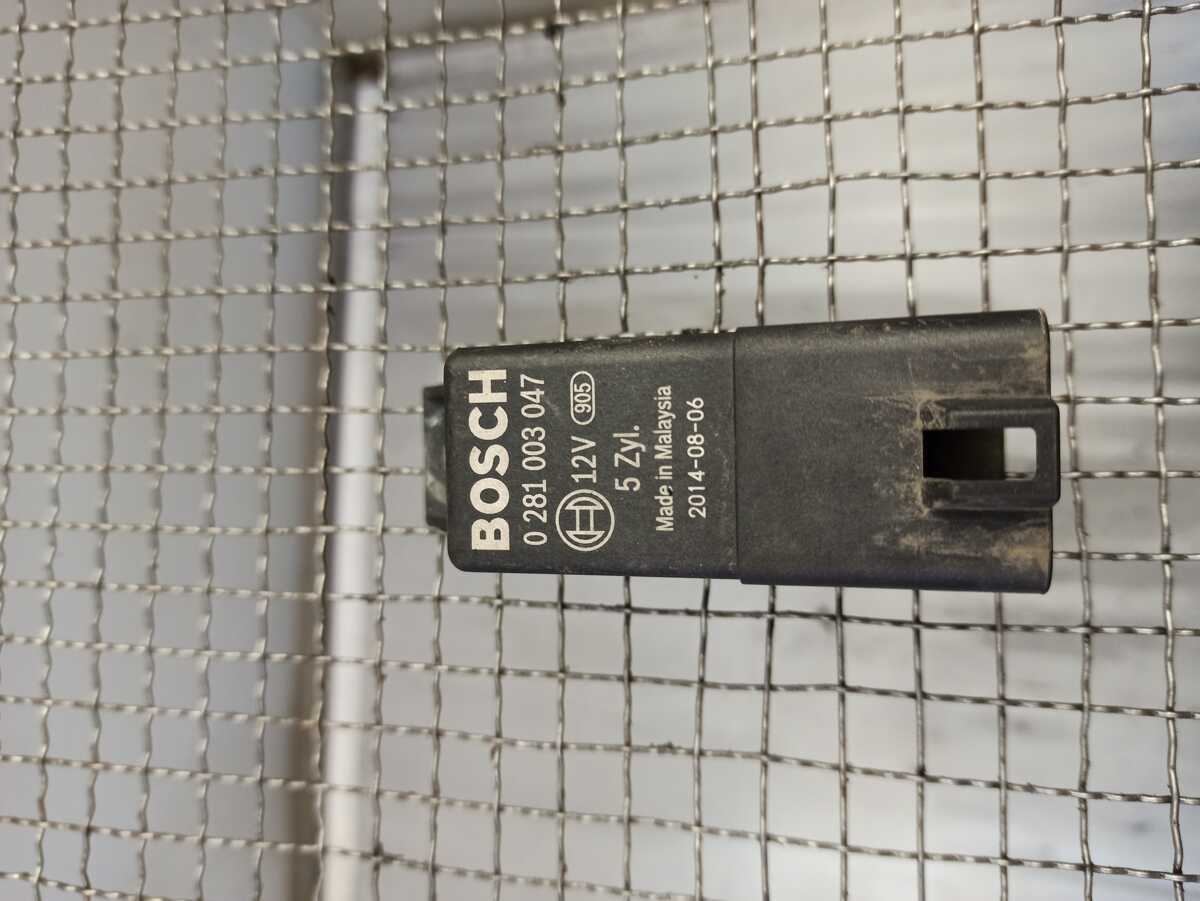 BOSCH
0 281 003 047
12V 905
5 Zyl.
Made in Malaysia
2014-08-06